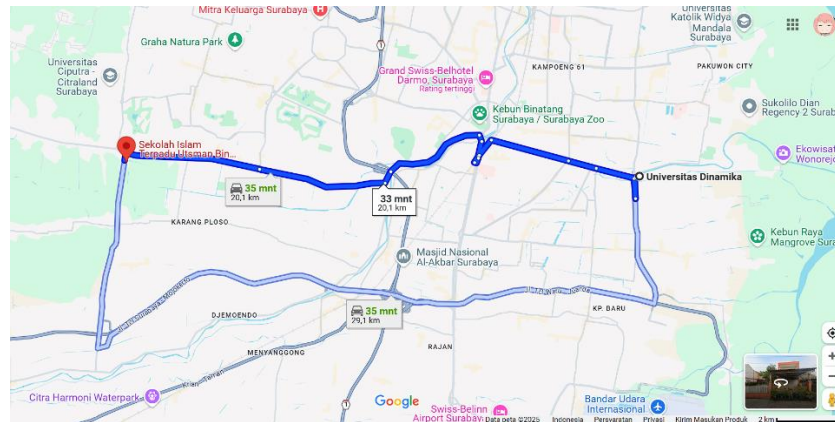 Mitra Keluarga Surabaya
Graha Natura Park
Universitas
Ciputra -
Citraland
Surabaya
Universitas
Katolik Widya
Mandala
Surabaya
KAMPOENG 61
PAKUWON CITY
Grand Swiss-Belhotel
Darmo, Surabaya
Rating tertinggi
Kebun Binatang
Surabaya / Surabaya Zoo
Sukolilo Dian
Regency 2 Surab
Ekowisat
Wonorejo
Sekolah Islam
Terpadu Utsman Bin...
Universitas Dinamika
35 mnt
20,1 km
33 mnt
20,1 km
KARANG PLOSO
Kebun Raya
Mangrove Sura
Masjid Nasional
Al-Akbar Surabaya
35 mnt
29,1 km
DJEMOENDO
KP. BARU
MENYANGGONG
RAJAN
Citra Harmoni Waterpark
Google
Swiss-Belinn
Airport Surabay
Bandar Udara
Internasional
Data peta ©2025
Indonesia
Persyaratan
Privasi
Kirim Masukan Produk
2 km